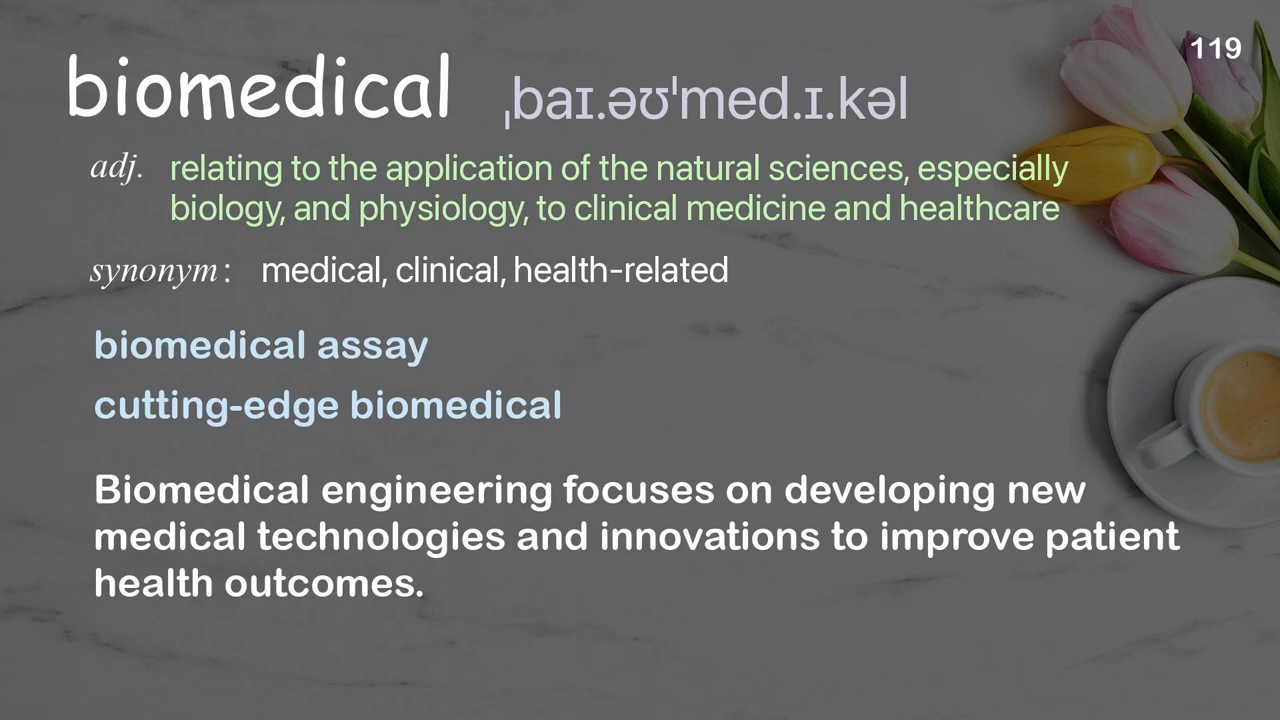 119
biomedical ˌbaɪ.əʊˈmed.ɪ.kəl
adj. relating to the application of the natural sciences, especially
biology, and physiology, to clinical medicine and healthcare
synonym: medical, clinical, health-related
biomedical assay
cutting-edge biomedical
Biomedical engineering focuses on developing new
medical technologies and innovations to improve patient
health outcomes.